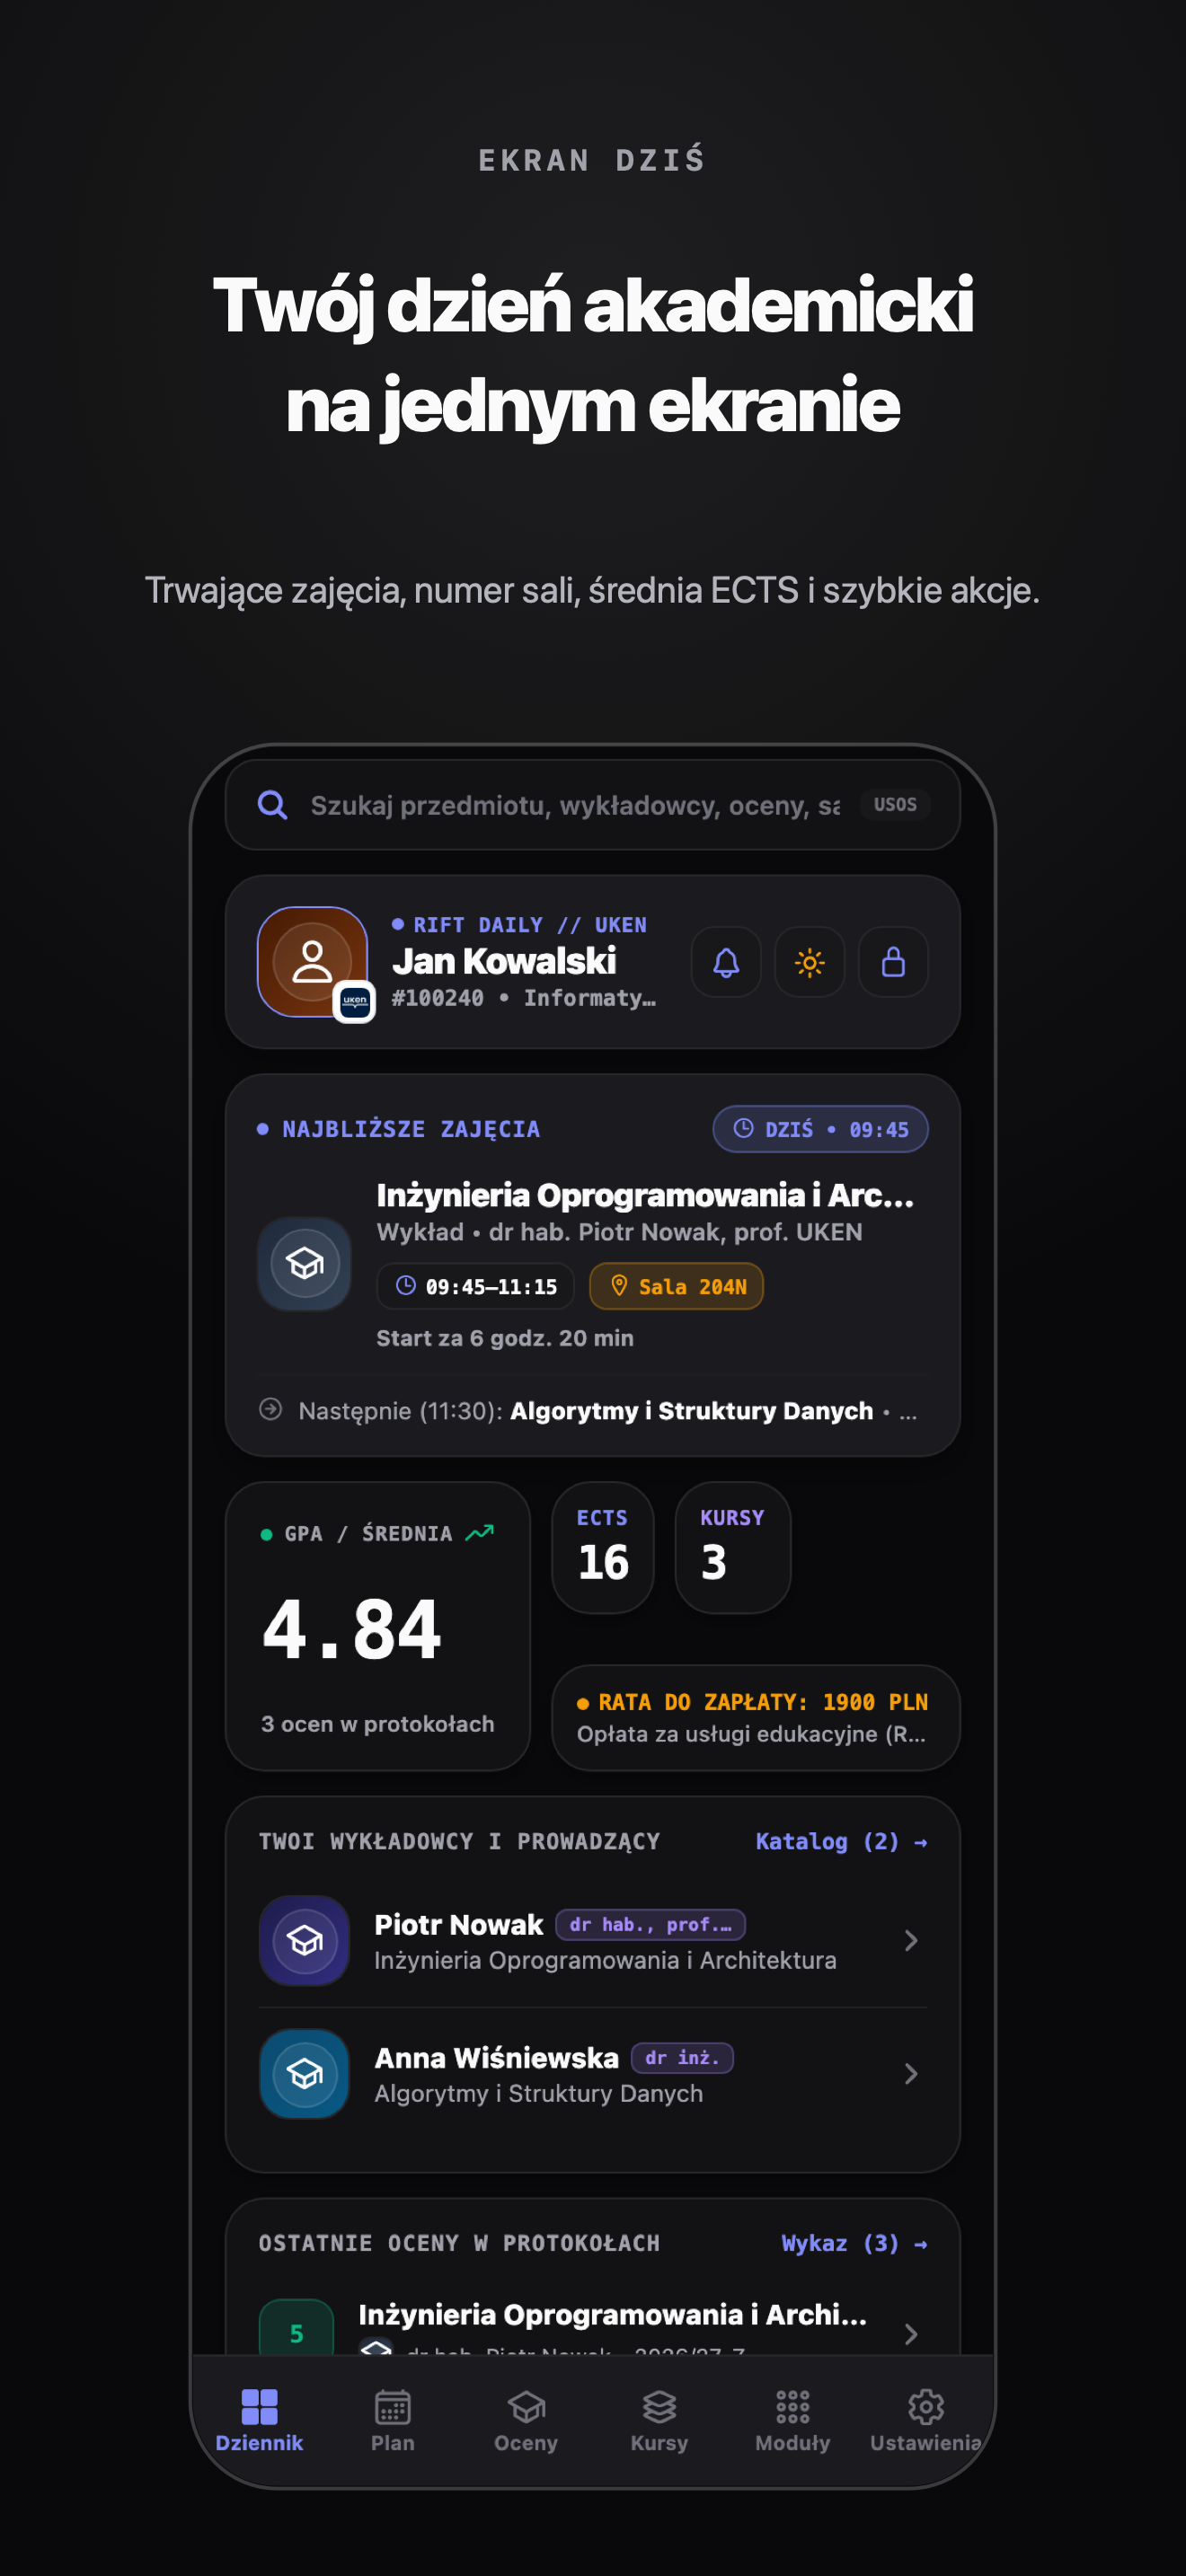 EKRAN DZIŚ
Twój dzień akademicki
na jednym ekranie
Trwające zajęcia, numer sali, średnia ECTS i szybkie akcje.
Szukaj przedmiotu, wykładowcy, oceny, sa
USOS
RIFT DAILY // UKEN
Jan Kowalski
#100240 • Informaty…
uken
NAJBLIŻSZE ZAJĘCIA
DZIŚ • 09:45
Inżynieria Oprogramowania i Arc…
Wykład • dr hab. Piotr Nowak, prof. UKEN
09:45–11:15
Sala 204N
Start za 6 godz. 20 min
Następnie (11:30): Algorytmy i Struktury Danych • …
GPA / ŚREDNIA
4.84
3 ocen w protokołach
ECTS
16
KURSY
3
RATA DO ZAPŁATY: 1900 PLN
Opłata za usługi edukacyjne (R…
TWOI WYKŁADOWCY I PROWADZĄCY
Katalog (2) →
Piotr Nowak
dr hab., prof.…
Inżynieria Oprogramowania i Architektura
Anna Wiśniewska
dr inż.
Algorytmy i Struktury Danych
OSTATNIE OCENY W PROTOKOŁACH
Wykaz (3) →
5
Inżynieria Oprogramowania i Archi…
dr hab. Piotr Nowak
Dziennik
Plan
Oceny
Kursy
Moduły
Ustawienia